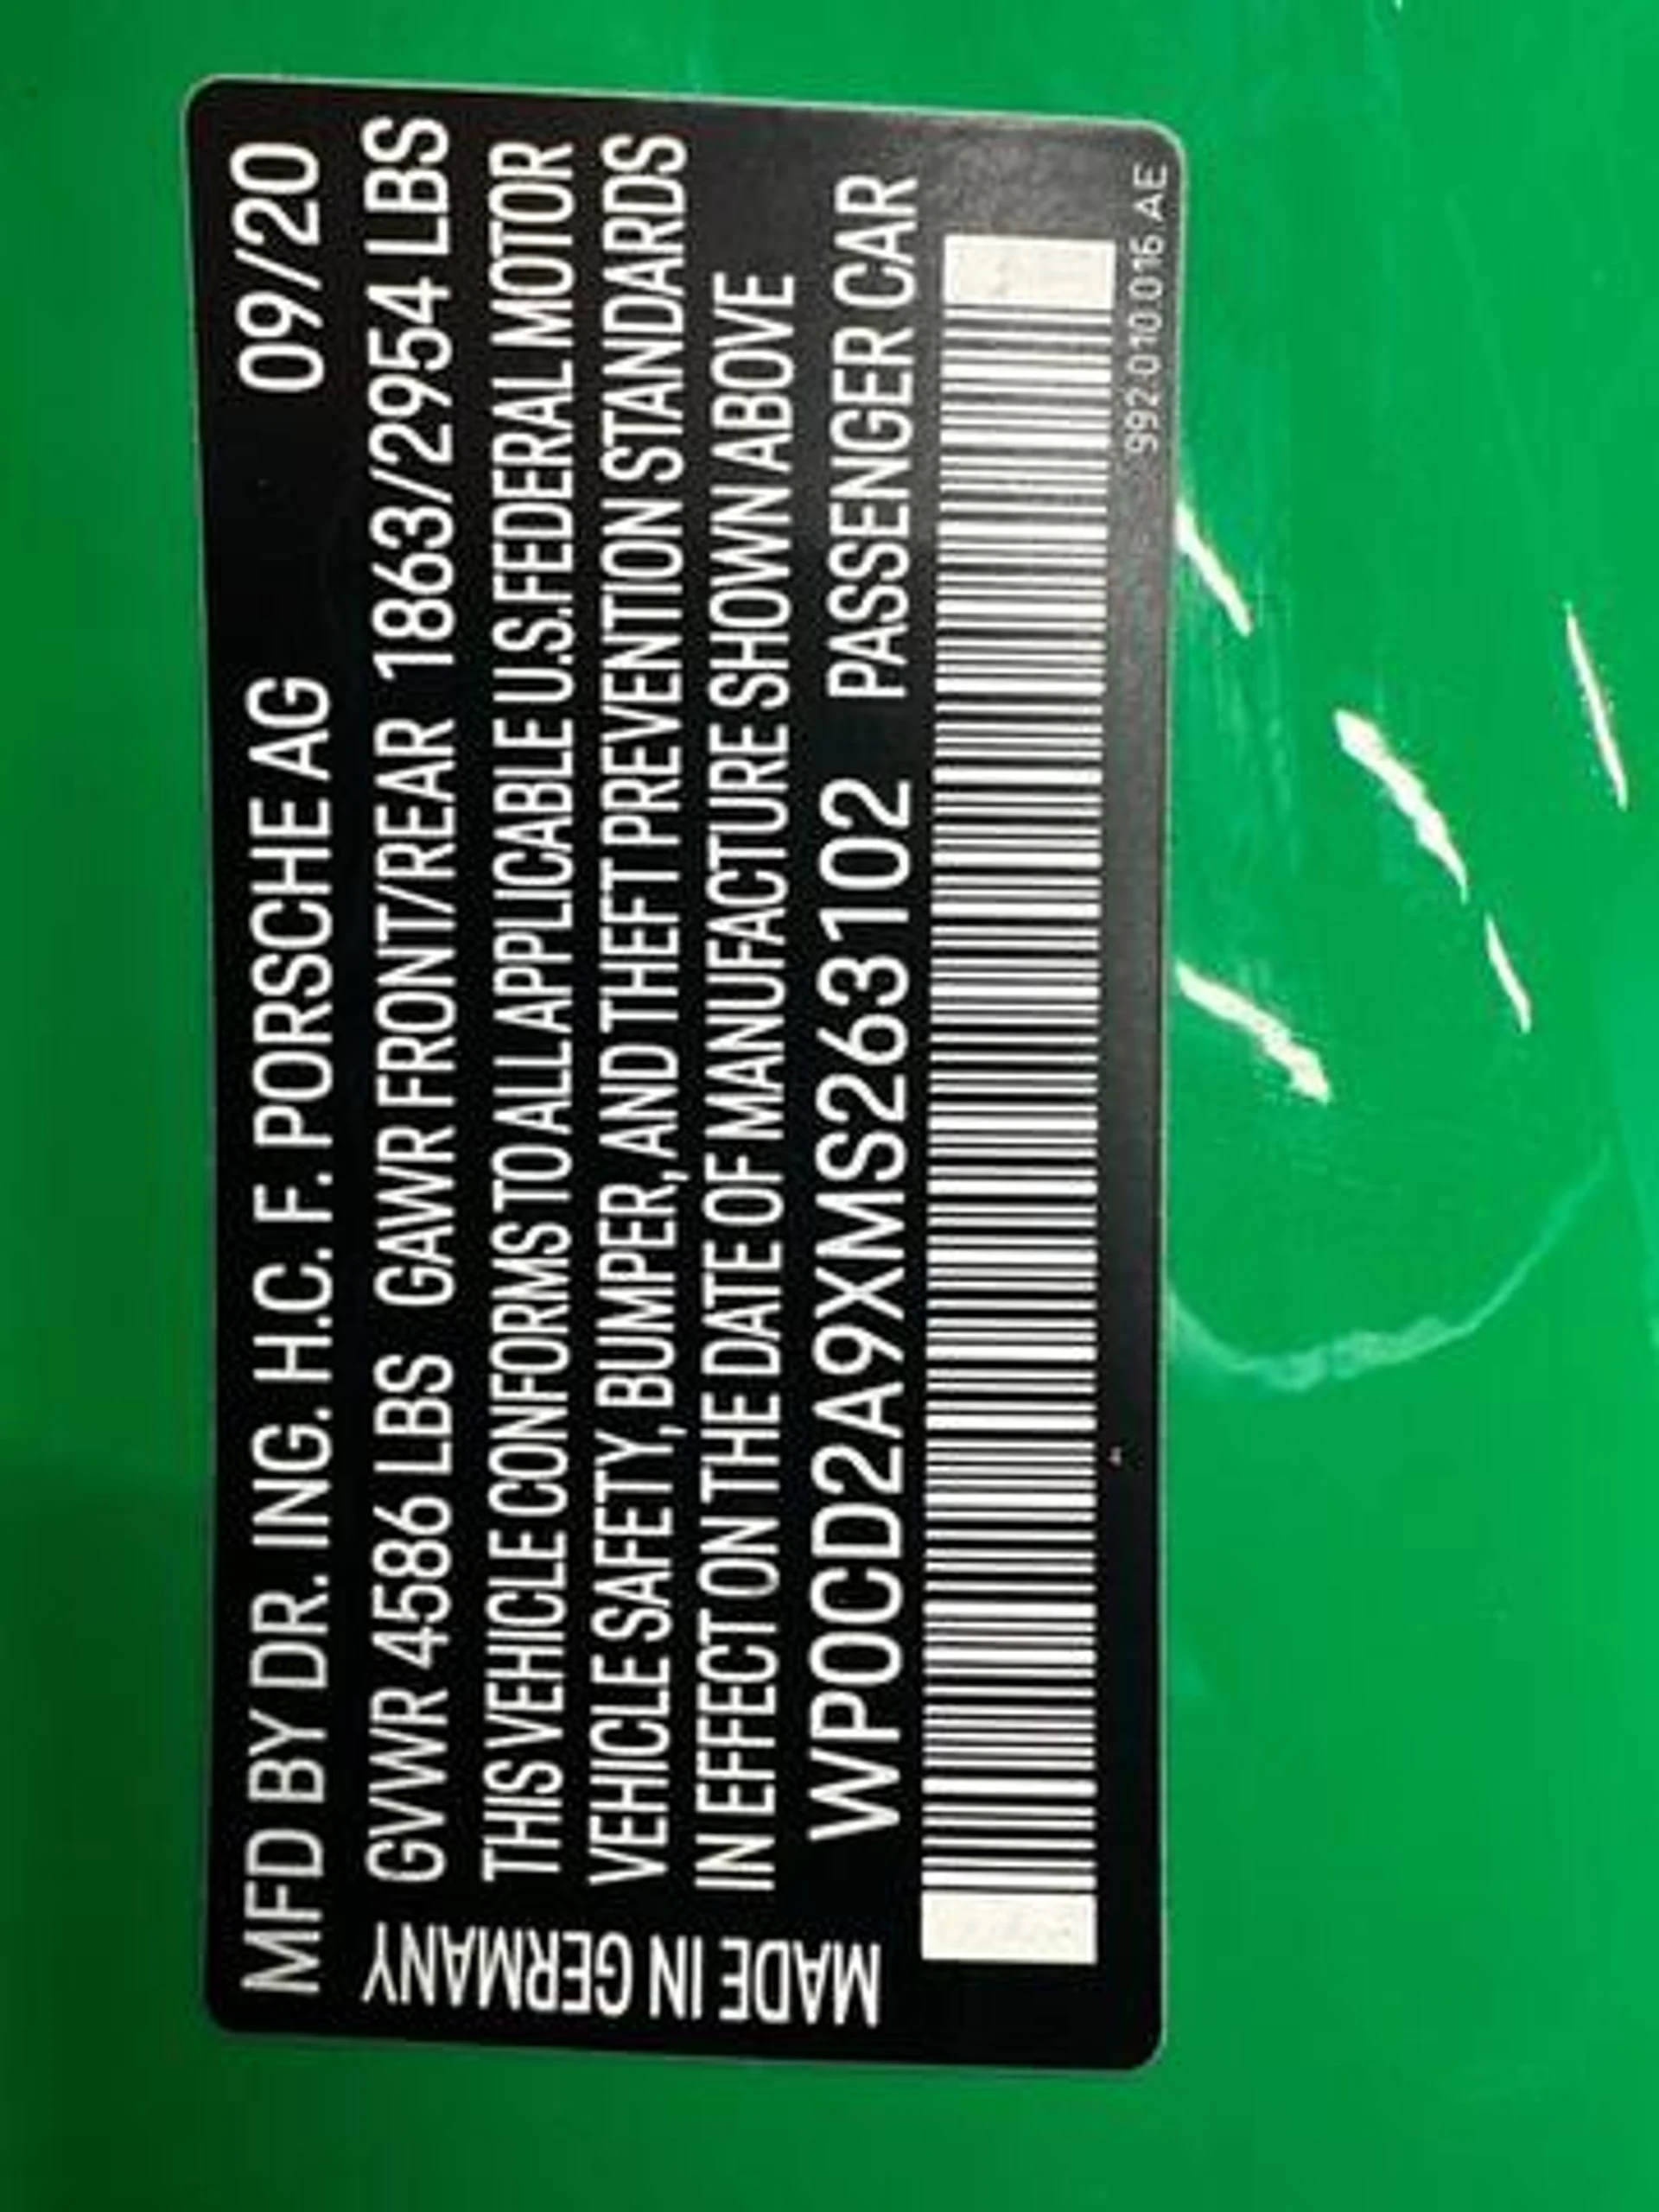 MFD BY DR. ING. H.C. F. PORSCHE AG 09/20
GVWR 4586 LBS GAWR FRONT/REAR 1863/2954 LBS
THIS VEHICLE CONFORMS TO ALL APPLICABLE U.S.FEDERAL MOTOR
VEHICLE SAFETY, BUMPER, AND THEFT PREVENTION STANDARDS
IN EFFECT ON THE DATE OF MANUFACTURE SHOWN ABOVE
WP0CD2A9XMS263102 PASSENGER CAR
992.010.016.AE
MADE IN GERMANY